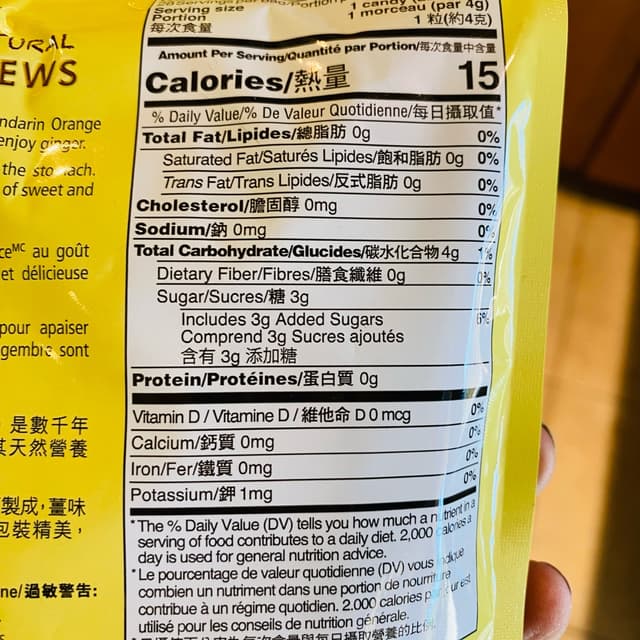 TORAL
EWS
ndarin Orange
enjoy ginger.
the stomach.
of sweet and
ce MC au goût
et délicieuse
pour apaiser
gembre sont
是數千年
其天然營養
製成,薑味
包裝精美,
ne/過敏警告:
Serving size 1 candy
Portion 1 morceau (par 4g)
每次食量 1 粒(約4克)
Amount Per Serving/Quantité par Portion/每次食量中含量
Calories/熱量 15
% Daily Value/% De Valeur Quotidienne/每日攝取值*
Total Fat/Lipides/總脂肪 0g 0%
Saturated Fat/Saturés Lipides/飽和脂肪 0g 0%
Trans Fat/Trans Lipides/反式脂肪 0g 0%
Cholesterol/膽固醇 0mg 0%
Sodium/鈉 0mg 0%
Total Carbohydrate/Glucides/碳水化合物 4g 1%
Dietary Fiber/Fibres/膳食纖維 0g 0%
Sugar/Sucres/糖 3g
Includes 3g Added Sugars 6%
Comprend 3g Sucres ajoutés
含有 3g 添加糖
Protein/Protéines/蛋白質 0g
Vitamin D / Vitamine D / 維他命 D 0 mcg 0%
Calcium/鈣質 0mg 0%
Iron/Fer/鐵質 0mg 0%
Potassium/鉀 1mg 0%
*The % Daily Value (DV) tells you how much a nutrient in a
serving of food contributes to a daily diet. 2,000 calories a
day is used for general nutrition advice.
*Le pourcentage de valeur quotidienne (DV) vous indique
combien un nutriment dans une portion de nourriture
contribue à un régime quotidien. 2.000 calories par jour est
utilisé pour les conseils de nutrition générale.